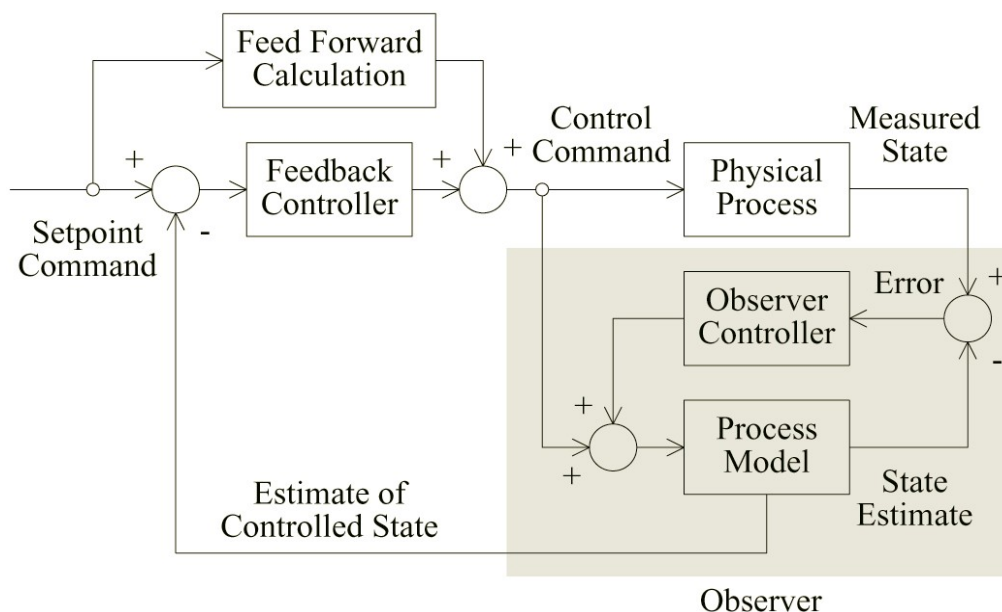 Feed Forward
Calculation
+
+
Setpoint
Command
-
Feedback
Controller
+
+
Control
Command
Physical
Process
Measured
State
+
Error
-
Observer
Controller
+
+
Process
Model
State
Estimate
Estimate of
Controlled State
Observer